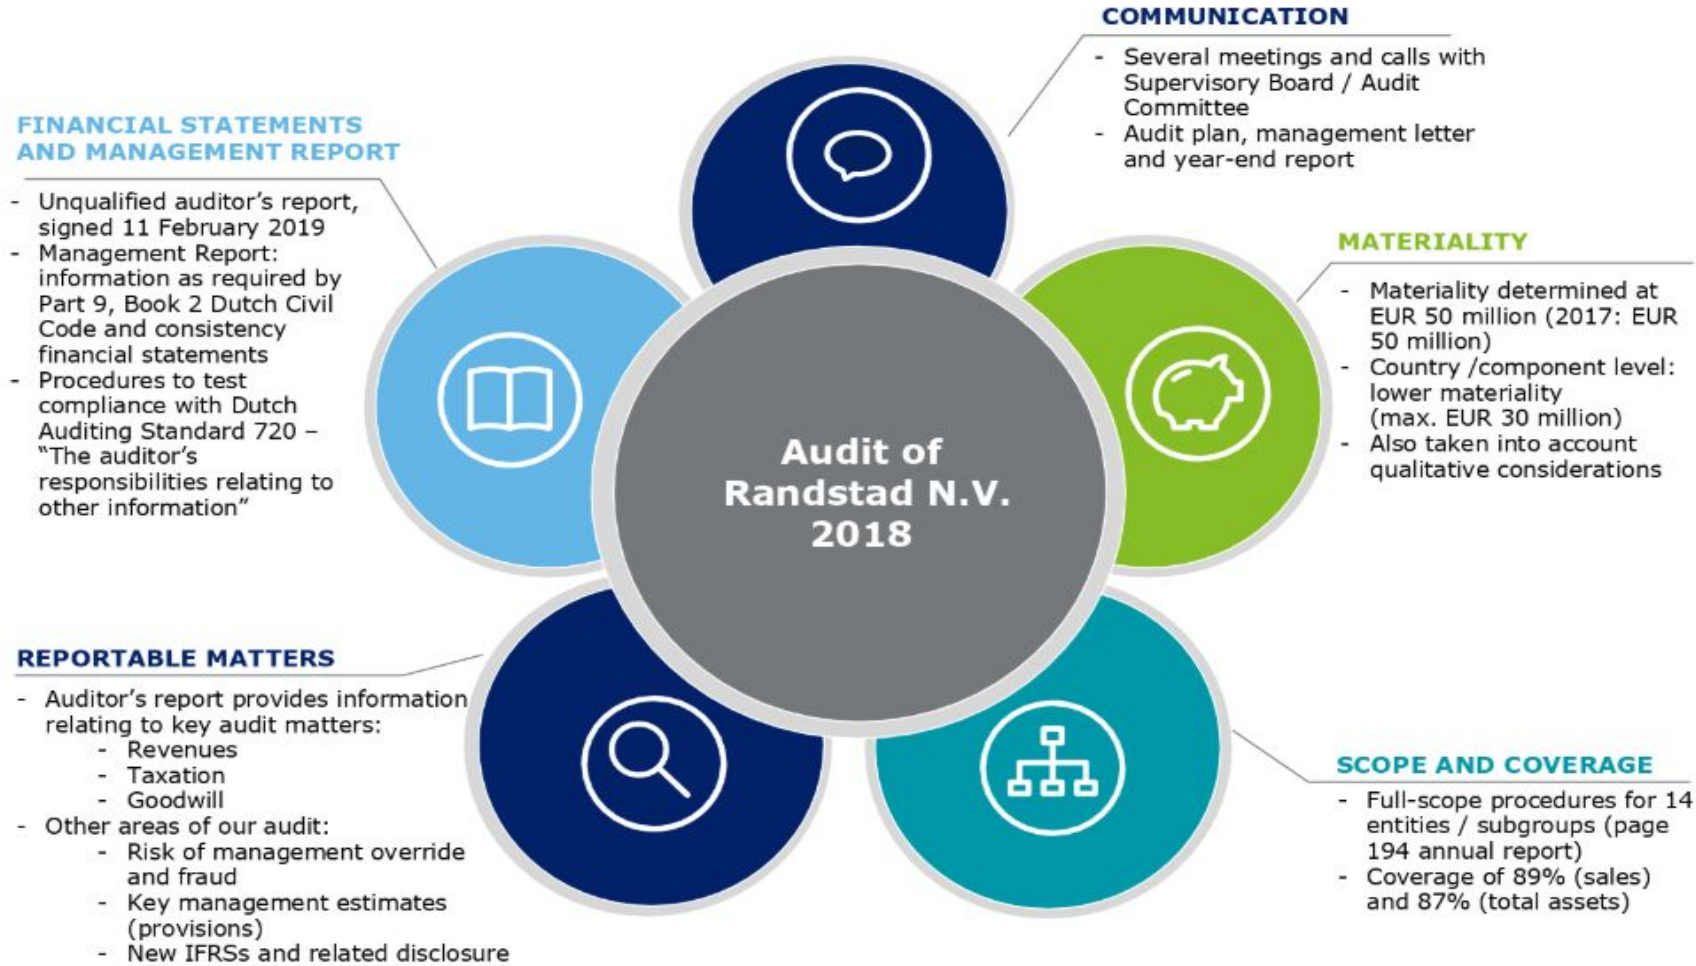 COMMUNICATION
- Several meetings and calls with
Supervisory Board / Audit
Committee
- Audit plan, management letter
and year-end report
FINANCIAL STATEMENTS
AND MANAGEMENT REPORT
- Unqualified auditor’s report,
signed 11 February 2019
- Management Report:
information as required by
Part 9, Book 2 Dutch Civil
Code and consistency
financial statements
- Procedures to test
compliance with Dutch
Auditing Standard 720 –
“The auditor’s
responsibilities relating to
other information”
MATERIALITY
- Materiality determined at
EUR 50 million (2017: EUR
50 million)
- Country /component level:
lower materiality
(max. EUR 30 million)
- Also taken into account
qualitative considerations
Audit of
Randstad N.V.
2018
REPORTABLE MATTERS
- Auditor’s report provides information
relating to key audit matters:
- Revenues
- Taxation
- Goodwill
- Other areas of our audit:
- Risk of management override
and fraud
- Key management estimates
(provisions)
- New IFRSs and related disclosure
SCOPE AND COVERAGE
- Full-scope procedures for 14
entities / subgroups (page
194 annual report)
- Coverage of 89% (sales)
and 87% (total assets)